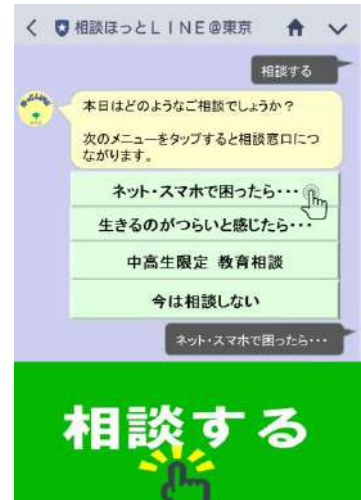 相談ほっとLINE@東京
相談する
本日はどのようなご相談でしょうか？
次のメニューをタップすると相談窓口につ
ながります。
ネット・スマホで困ったら・・・
生きるのがつらいと感じたら・・・
中高生限定 教育相談
今は相談しない
ネット・スマホで困ったら・・・
相談する